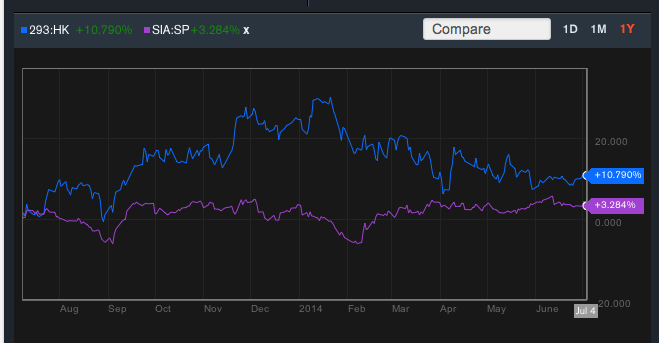 293:HK +10.790% SIA:SP +3.284% x Compare 1D 1M 1Y
20.000
+10.790%
+3.284%
0.000
-20.000
Aug Sep Oct Nov Dec 2014 Feb Mar Apr May June Jul 4